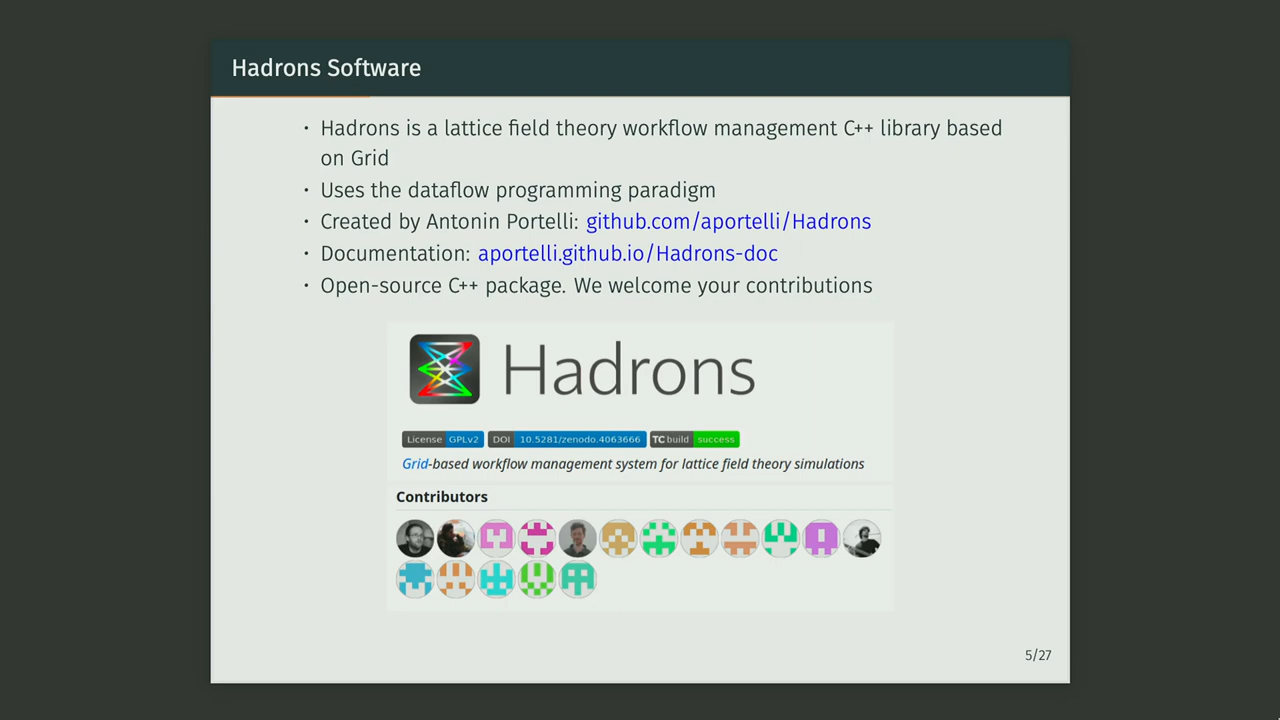 Hadrons Software
• Hadrons is a lattice field theory workflow management C++ library based
on Grid
• Uses the dataflow programming paradigm
• Created by Antonin Portelli: github.com/aportelli/Hadrons
• Documentation: aportelli.github.io/Hadrons-doc
• Open-source C++ package. We welcome your contributions
Hadrons
License GPLv2 DOI 10.5281/zenodo.4063666 TC build success
Grid-based workflow management system for lattice field theory simulations
Contributors
5/27